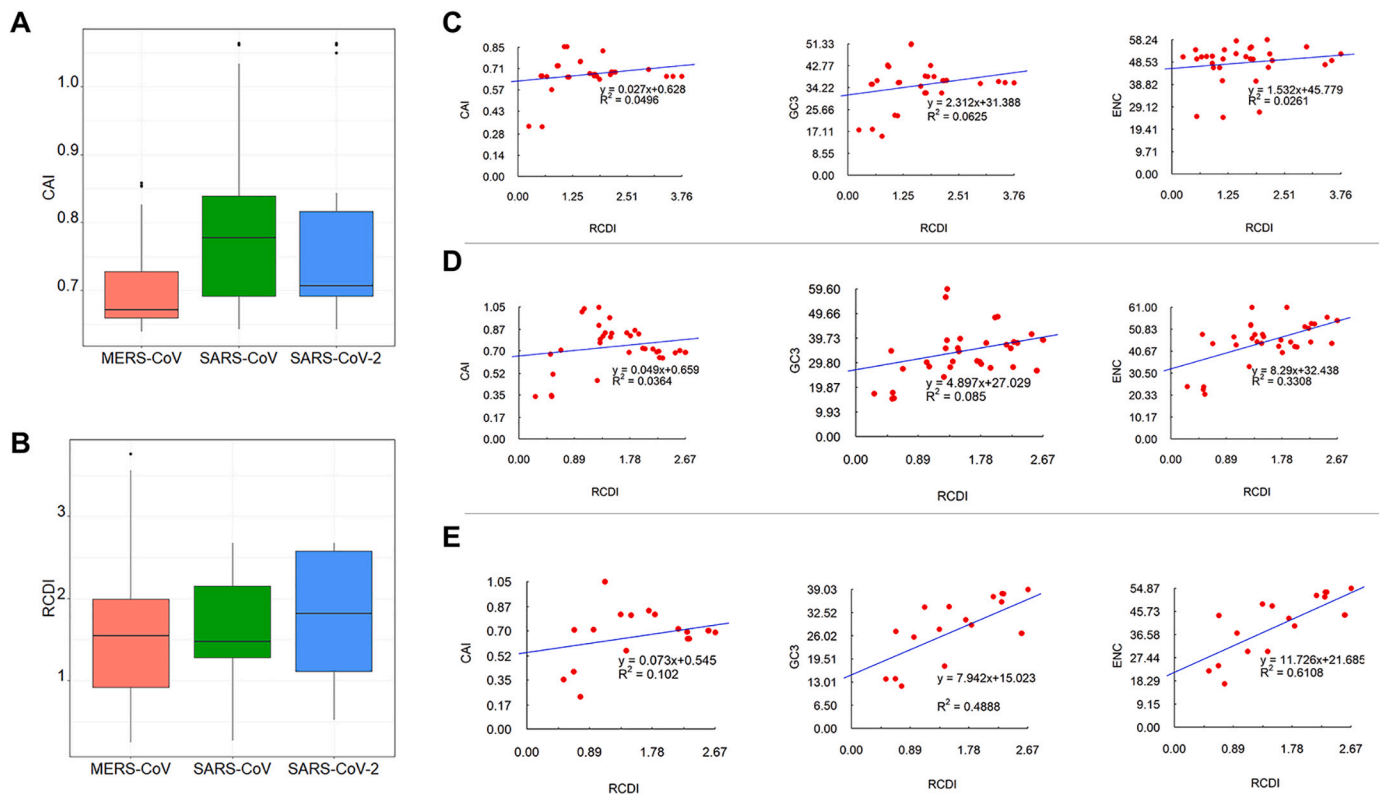 A
CAI
1.0
0.9
0.8
0.7
MERS-CoV SARS-CoV SARS-CoV-2
B
RCDI
3
2
1
MERS-CoV SARS-CoV SARS-CoV-2
C
CAI
0.85
0.71
0.57
0.43
0.28
0.14
0.00
y = 0.027x+0.628
R² = 0.0496
0.00 1.25 2.51 3.76
RCDI
GC3
51.33
42.77
34.22
25.66
17.11
8.55
0.00
y = 2.312x+31.388
R² = 0.0625
0.00 1.25 2.51 3.76
RCDI
ENC
58.24
48.53
38.82
29.12
19.41
9.71
0.00
y = 1.532x+45.779
R² = 0.0261
0.00 1.25 2.51 3.76
RCDI
D
CAI
1.05
0.87
0.70
0.52
0.35
0.17
0.00
y = 0.049x+0.659
R² = 0.0364
0.00 0.89 1.78 2.67
RCDI
GC3
59.60
49.66
39.73
29.80
19.87
9.93
0.00
y = 4.897x+27.029
R² = 0.085
0.00 0.89 1.78 2.67
RCDI
ENC
61.00
50.83
40.67
30.50
20.33
10.17
0.00
y = 8.29x+32.438
R² = 0.3308
0.00 0.89 1.78 2.67
RCDI
E
CAI
1.05
0.87
0.70
0.52
0.35
0.17
0.00
y = 0.073x+0.545
R² = 0.102
0.00 0.89 1.78 2.67
RCDI
GC3
39.03
32.52
26.02
19.51
13.01
6.50
0.00
y = 7.942x+15.023
R² = 0.4888
0.00 0.89 1.78 2.67
RCDI
ENC
54.87
45.73
36.58
27.44
18.29
9.15
0.00
y = 11.726x+21.685
R² = 0.6108
0.00 0.89 1.78 2.67
RCDI